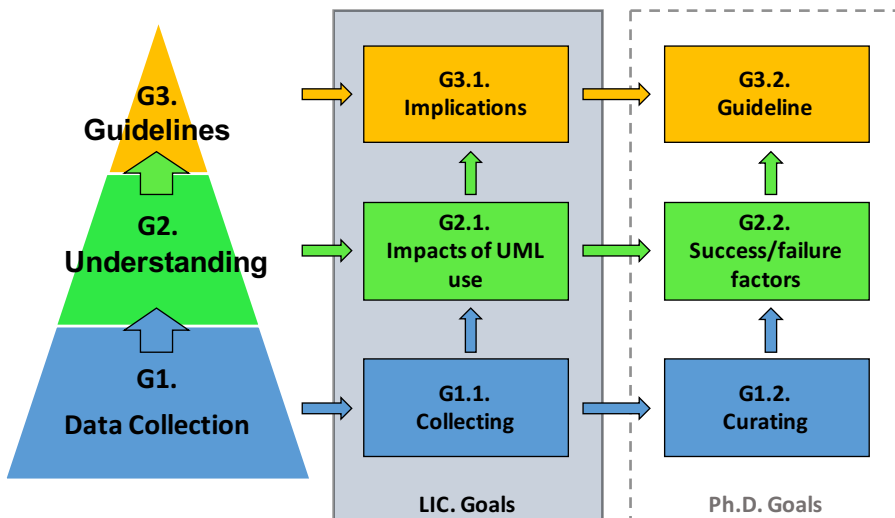 G3.
Guidelines
G2.
Understanding
G1.
Data Collection
G3.1.
Implications
G2.1.
Impacts of UML
use
G1.1.
Collecting
LIC. Goals
G3.2.
Guideline
G2.2.
Success/failure
factors
G1.2.
Curating
Ph.D. Goals